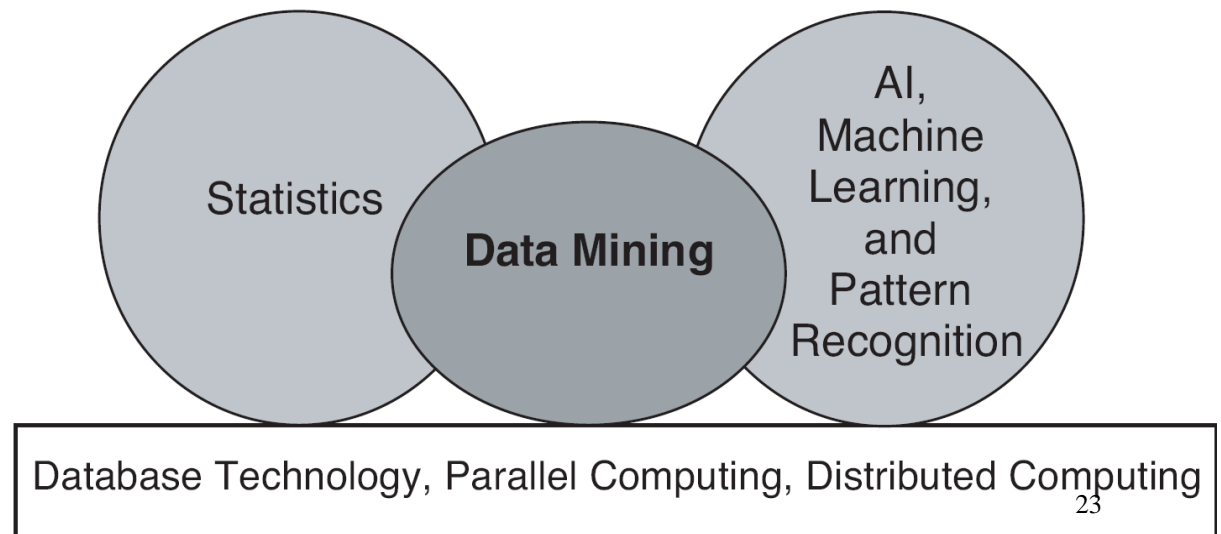 Statistics
Data Mining
AI,
Machine
Learning,
and
Pattern
Recognition
Database Technology, Parallel Computing, Distributed Computing
23